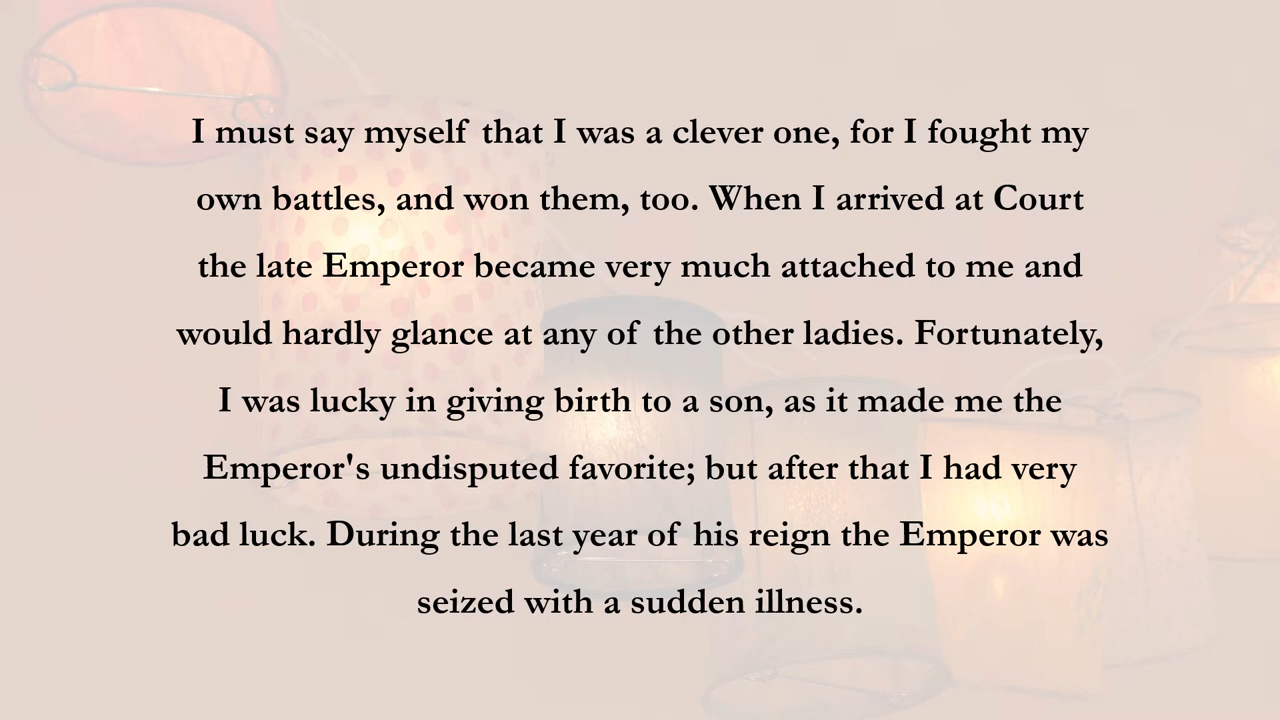 I must say myself that I was a clever one, for I fought my
own battles, and won them, too. When I arrived at Court
the late Emperor became very much attached to me and
would hardly glance at any of the other ladies. Fortunately,
I was lucky in giving birth to a son, as it made me the
Emperor's undisputed favorite; but after that I had very
bad luck. During the last year of his reign the Emperor was
seized with a sudden illness.